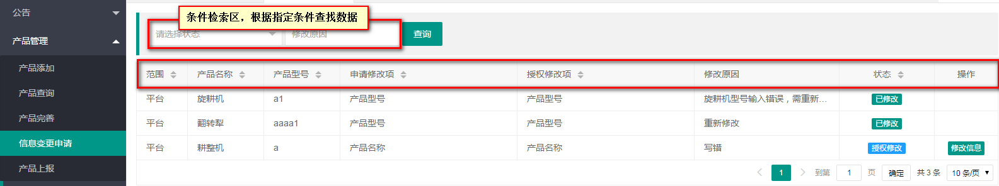 公告
产品管理
产品添加
产品查询
产品完善
信息变更申请
产品上报
条件检索区，根据指定条件查找数据
请选择状态 修改原因 查询
范围 产品名称 产品型号 申请修改项 授权修改项 修改原因 状态 操作
平台 旋耕机 a1 产品型号 产品型号 旋耕机型号输入错误，需重新... 已修改
平台 翻转犁 aaaa1 产品型号 产品型号 重新修改 已修改
平台 耕整机 a 产品名称 产品名称 写错 授权修改 修改信息
1 到第 1 页 确定 共 3 条 10 条/页